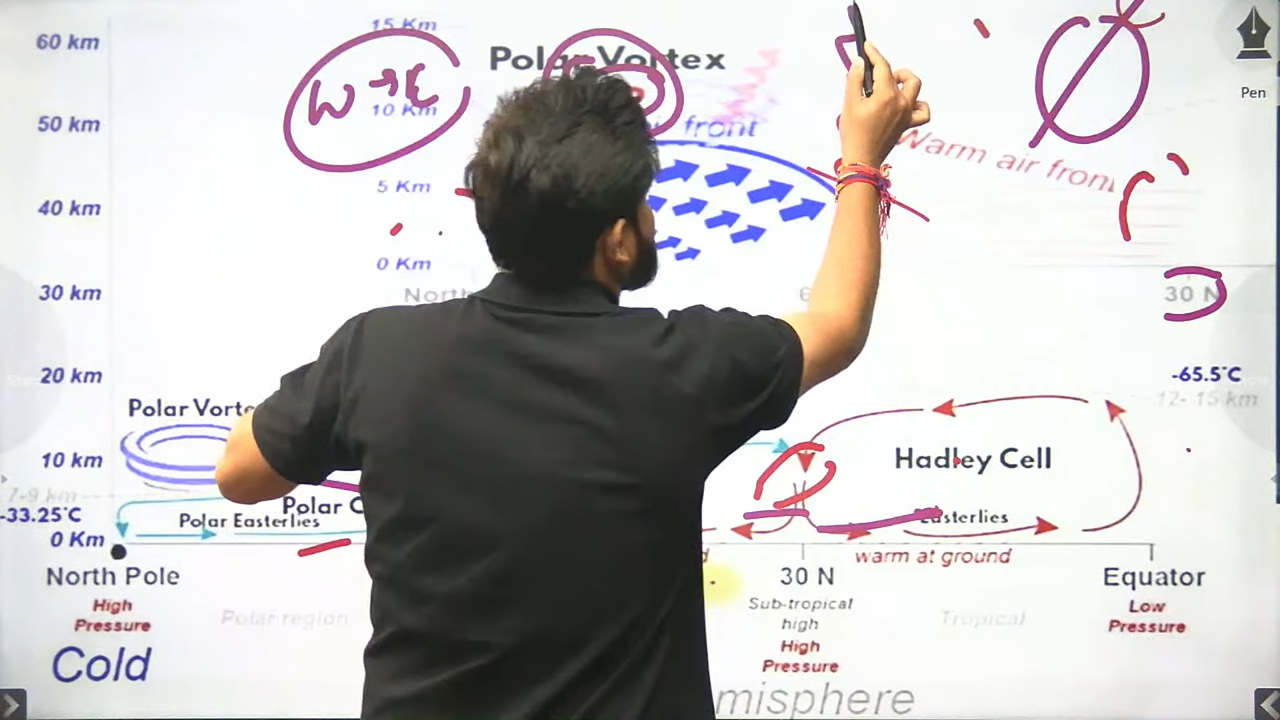 15 Km
60 km
Polar Vortex
W → E
Pen
10 Km
50 km
front
Warm air front
5 Km
40 km
0 Km
30 km
North
6
30 N
20 km
-65.5°C
12- 15 km
Polar Vorte
10 km
Hadley Cell
7-9 km
Polar C
-33.25°C
Polar Easterlies
Easterlies
0 Km
warm at ground
North Pole
30 N
Equator
High
Pressure
Polar region
Sub-tropical
high
High
Pressure
Tropical
Low
Pressure
Cold
misphere